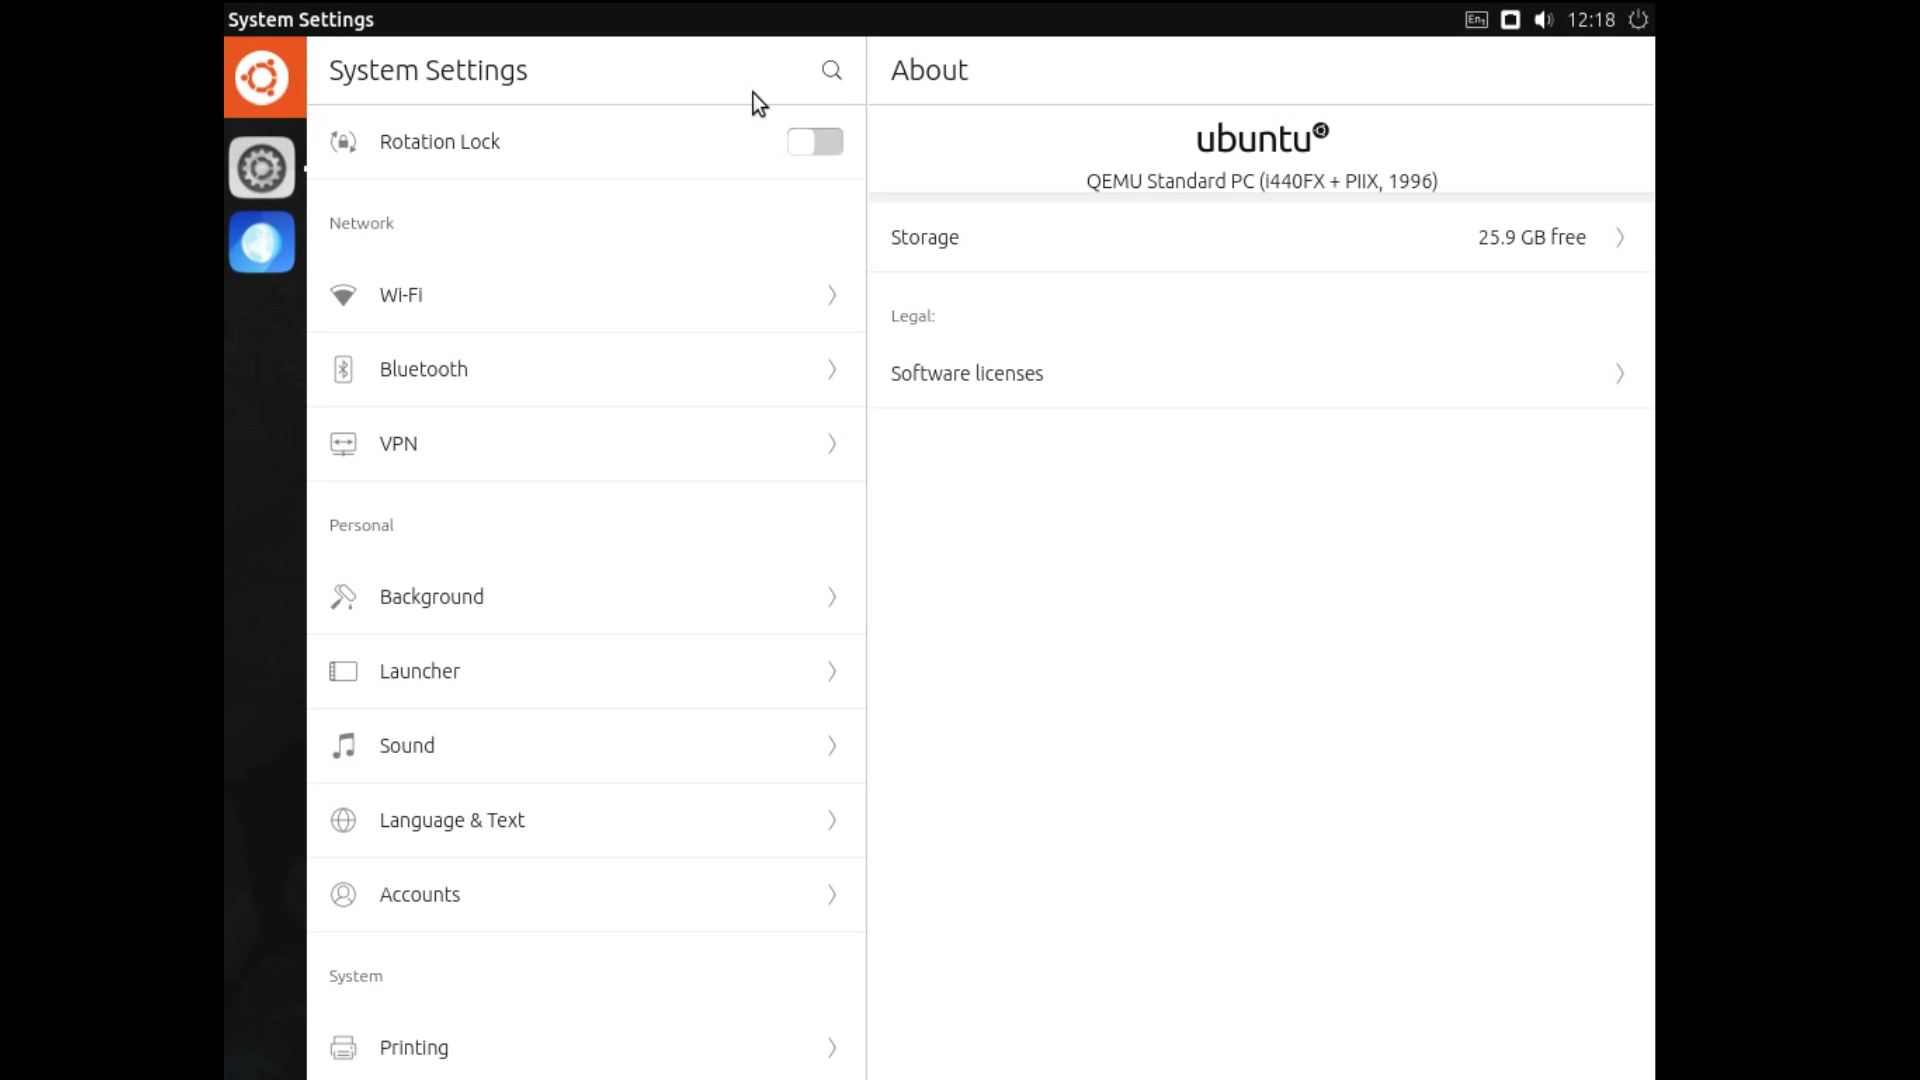 System Settings
En1
12:18
System Settings
Rotation Lock
Network
Wi-Fi
Bluetooth
VPN
Personal
Background
Launcher
Sound
Language & Text
Accounts
System
Printing
About
ubuntu
QEMU Standard PC (i440FX + PIIX, 1996)
Storage
25.9 GB free
Legal:
Software licenses